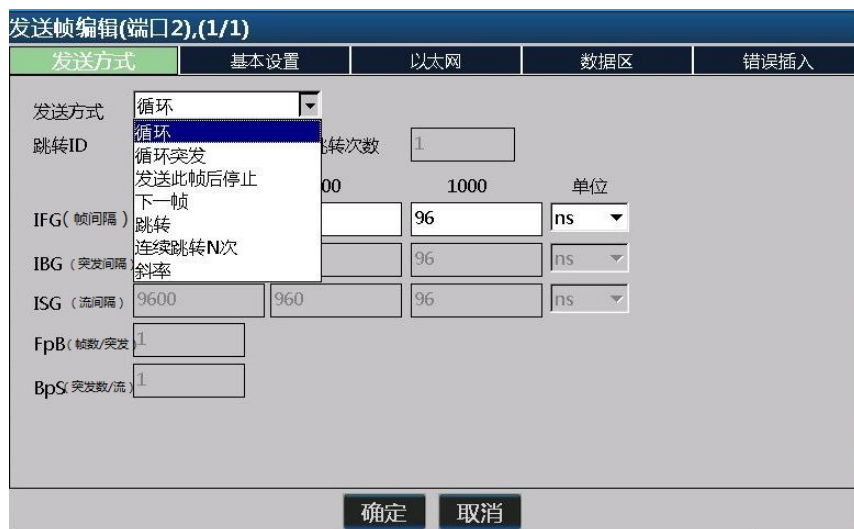 发送帧编辑(端口2),(1/1)
发送方式 基本设置 以太网 数据区 错误插入
发送方式 循环
循环
跳转ID 转次数 1
循环突发
发送此帧后停止
00 1000 单位
下一帧
IFG(帧间隔) 96 ns
跳转
连续跳转N次
IBG(突发间隔) 96 ns
斜率
ISG(流间隔) 9600 960 96 ns
FpB(帧数/突发) 1
BpS(突发数/流) 1
确定 取消